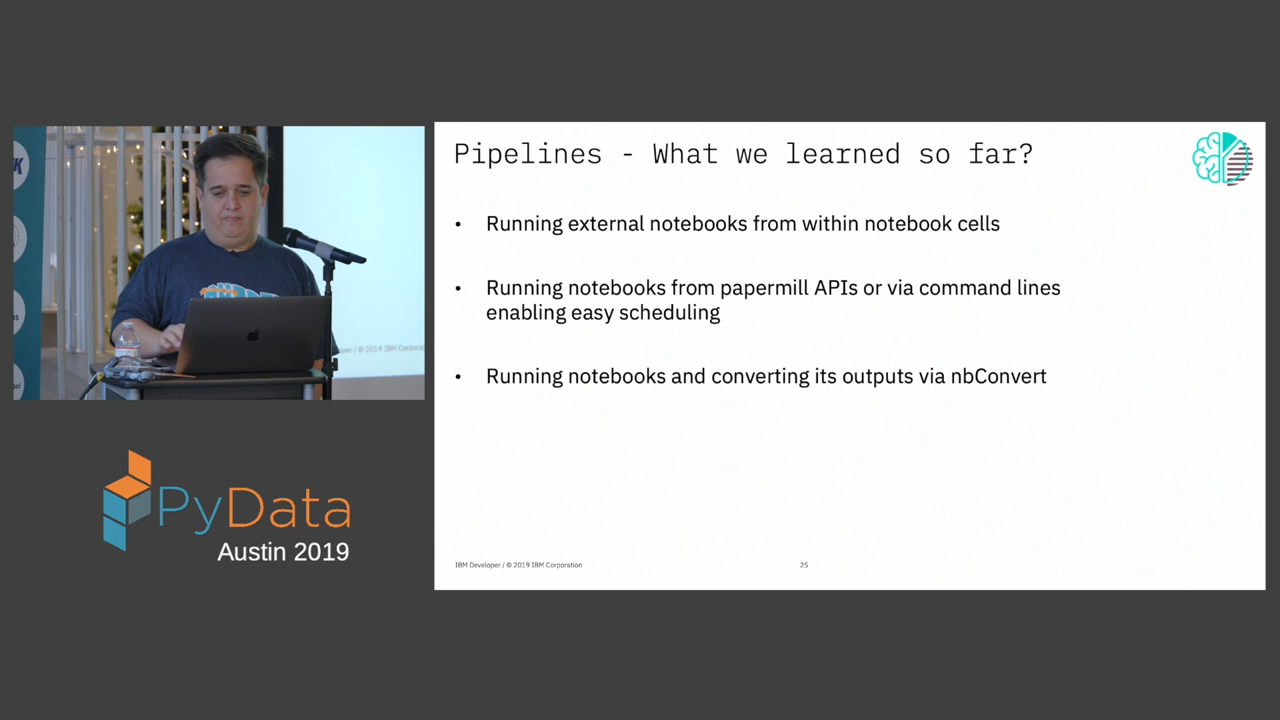 Pipelines - What we learned so far?
• Running external notebooks from within notebook cells
• Running notebooks from papermill APIs or via command lines
enabling easy scheduling
• Running notebooks and converting its outputs via nbConvert
IBM Developer / © 2019 IBM Corporation
25
PyData
Austin 2019